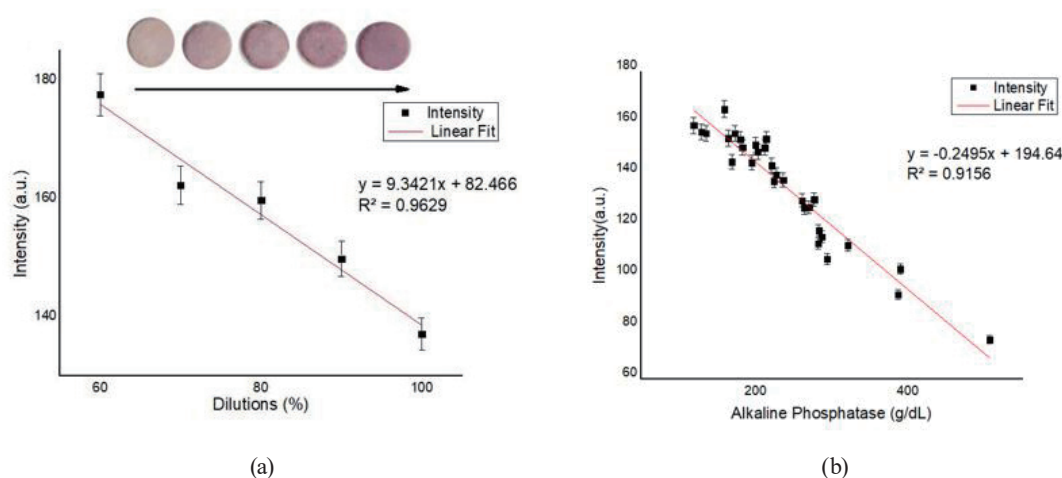 180
160
140
Intensity (a.u.)
Intensity
Linear Fit
y = 9.3421x + 82.466
R² = 0.9629
60
80
100
Dilutions (%)
(a)
180
160
140
120
100
80
60
Intensity(a.u.)
Intensity
Linear Fit
y = -0.2495x + 194.64
R² = 0.9156
200
400
Alkaline Phosphatase (g/dL)
(b)